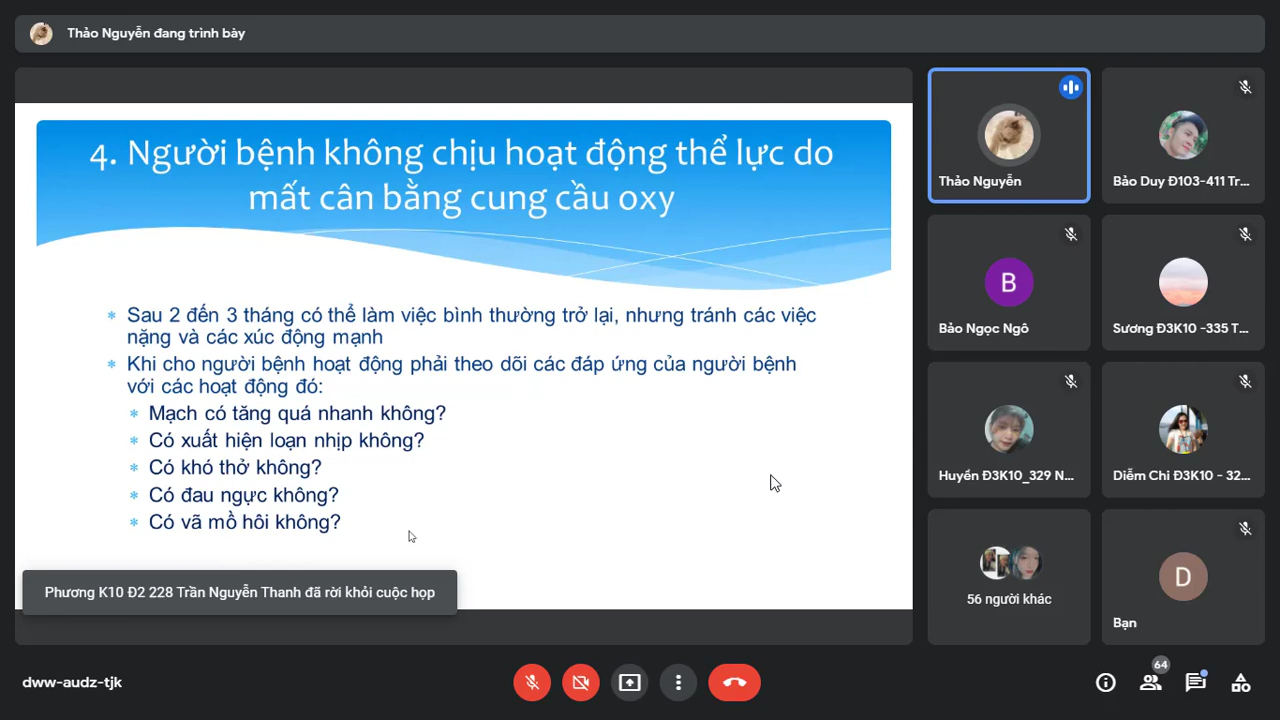 Thảo Nguyễn đang trình bày
4. Người bệnh không chịu hoạt động thể lực do
mất cân bằng cung cầu oxy
* Sau 2 đến 3 tháng có thể làm việc bình thường trở lại, nhưng tránh các việc
nặng và các xúc động mạnh
* Khi cho người bệnh hoạt động phải theo dõi các đáp ứng của người bệnh
với các hoạt động đó:
* Mạch có tăng quá nhanh không?
* Có xuất hiện loạn nhịp không?
* Có khó thở không?
* Có đau ngực không?
* Có vã mồ hôi không?
Phương K10 Đ2 228 Trần Nguyễn Thanh đã rời khỏi cuộc họp
Thảo Nguyễn
Bảo Duy Đ103-411 Tr...
B
Bảo Ngọc Ngô
Sương Đ3K10 -335 T...
Huyền Đ3K10_329 N...
Diễm Chi Đ3K10 - 32...
56 người khác
D
Bạn
dww-audz-tjk
64